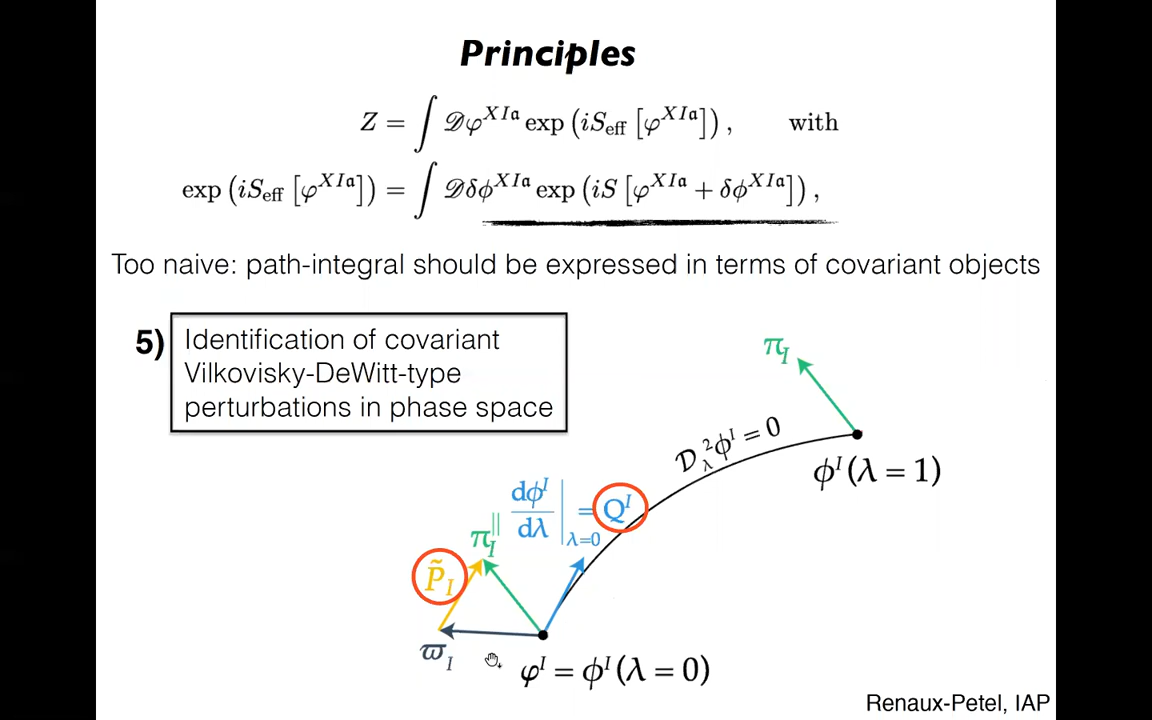 Principles
Z = ∫ 𝒟φ^{XI𝔞} exp (iS_eff [φ^{XI𝔞}]) , with
exp (iS_eff [φ^{XI𝔞}]) = ∫ 𝒟δϕ^{XI𝔞} exp (iS [φ^{XI𝔞} + δϕ^{XI𝔞}]) ,
Too naive: path-integral should be expressed in terms of covariant objects
5) Identification of covariant
Vilkovisky-DeWitt-type
perturbations in phase space
π_I
𝒟_λ^2 ϕ^I = 0
ϕ^I(λ = 1)
dϕ^I/dλ |_{λ=0} = Q^I
π_I^{||}
P̃_I
ϖ_I
φ^I = ϕ^I(λ = 0)
Renaux-Petel, IAP